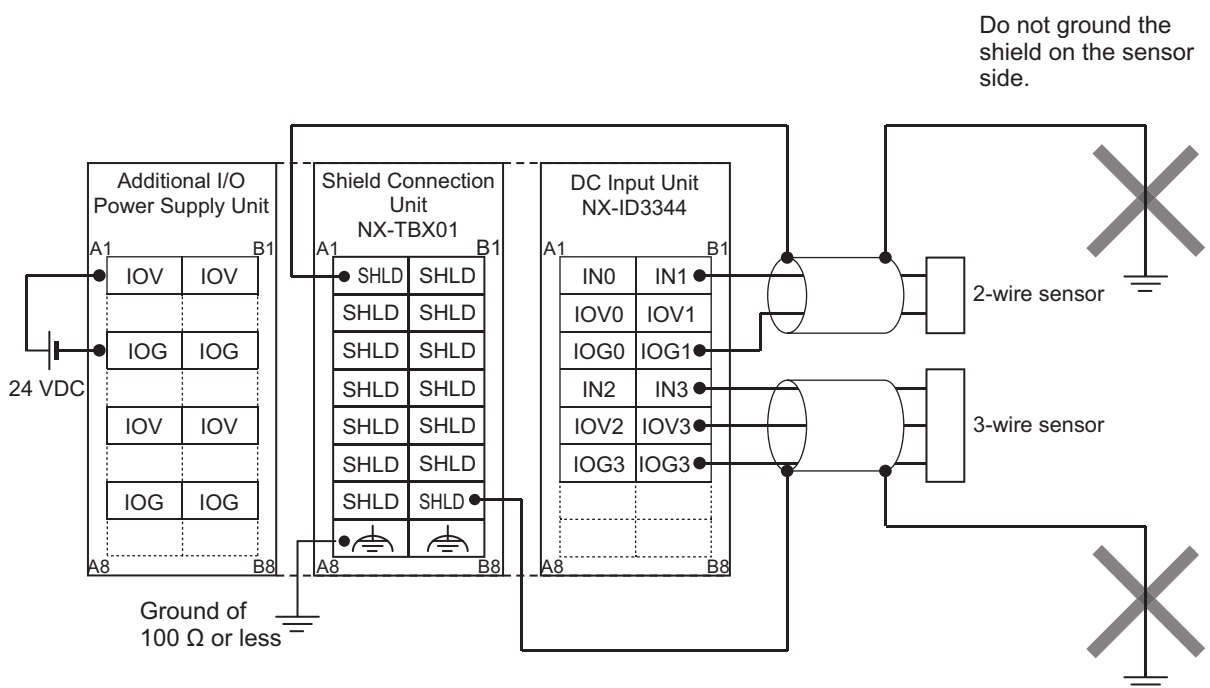 Do not ground the
shield on the sensor
side.
Additional I/O
Power Supply Unit
Shield Connection
Unit
NX-TBX01
DC Input Unit
NX-ID3344
A1 B1 A1 B1 A1 B1
IOV IOV SHLD SHLD IN0 IN1
2-wire sensor
SHLD SHLD IOV0 IOV1
IOG IOG SHLD SHLD IOG0 IOG1
24 VDC
SHLD SHLD IN2 IN3
IOV IOV SHLD SHLD IOV2 IOV3
3-wire sensor
SHLD SHLD IOG3 IOG3
IOG IOG SHLD SHLD
A8 B8 A8 B8 A8 B8
Ground of
100 Ω or less